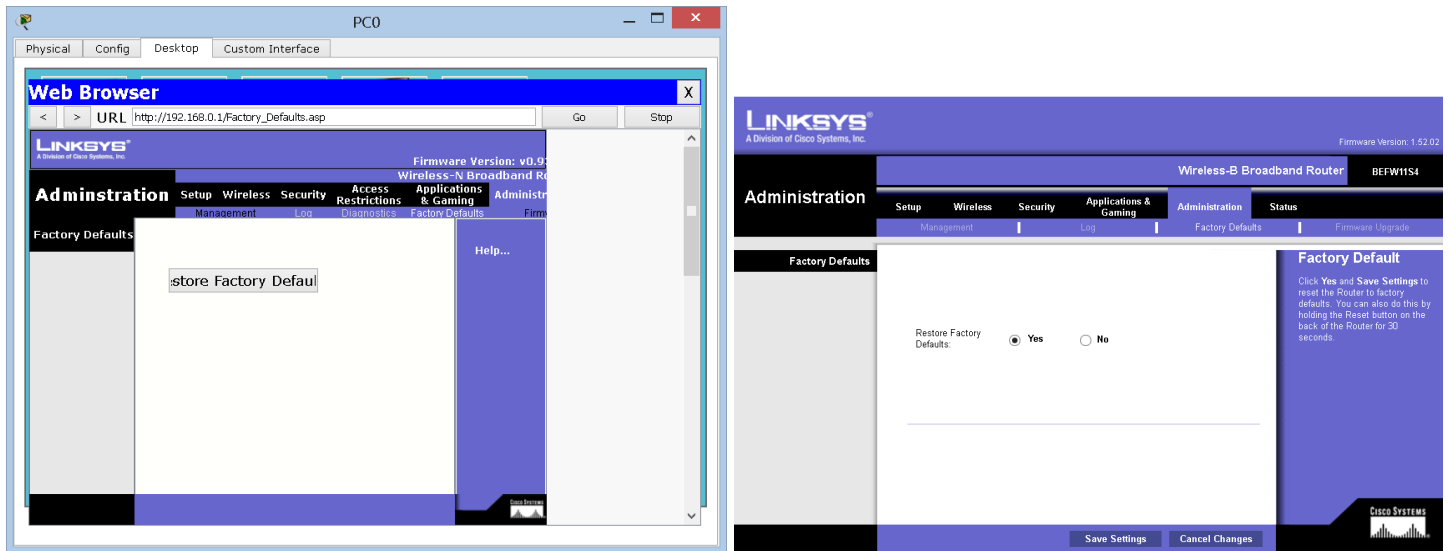 PC0
Physical Config Desktop Custom Interface
Web Browser X
< > URL http://192.168.0.1/Factory_Defaults.asp Go Stop
LINKSYS®
A Division of Cisco Systems, Inc.
Firmware Version: v0.9
Wireless-N Broadband Ro
Adminstration
Setup Wireless Security Access Restrictions Applications & Gaming Administr
Management Log Diagnostics Factory Defaults Firm
Factory Defaults
Help...
store Factory Defaul
CISCO SYSTEMS
LINKSYS®
A Division of Cisco Systems, Inc.
Firmware Version: 1.52.02
Wireless-B Broadband Router BEFW11S4
Administration
Setup Wireless Security Applications & Gaming Administration Status
Management Log Factory Defaults Firmware Upgrade
Factory Defaults
Restore Factory
Defaults:
Yes No
Factory Default
Click Yes and Save Settings to
reset the Router to factory
defaults. You can also do this by
holding the Reset button on the
back of the Router for 30
seconds.
CISCO SYSTEMS
Save Settings Cancel Changes